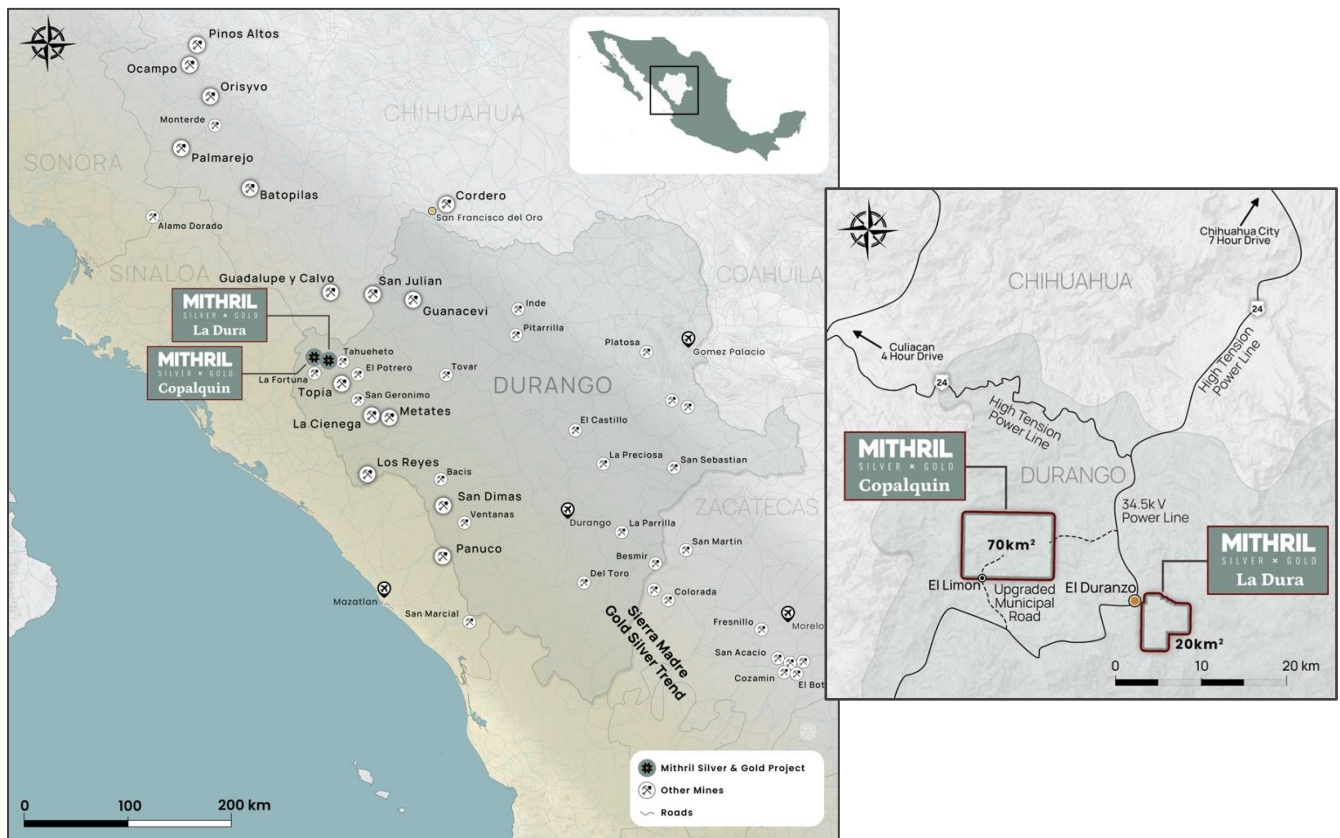 Pinos Altos
Ocampo
Orisyvo
Monterde
CHIHUAHUA
SONORA
Palmarejo
Batopilas
Cordero
San Francisco del Oro
Alamo Dorado
SINALOA
COAHUILA
Guadalupe y Calvo
San Julian
Guanacevi
Inde
Pitarrilla
MITHRIL
SILVER × GOLD
La Dura
MITHRIL
SILVER × GOLD
Copalquin
Tahueheto
La Fortuna
El Potrero
Topia
San Geronimo
Tovar
Platosa
Gomez Palacio
DURANGO
La Cienega
Metates
El Castillo
La Preciosa
San Sebastian
Los Reyes
Bacis
San Dimas
Ventanas
ZACATECAS
Durango
La Parrilla
San Martin
Panuco
Besmir
Del Toro
Colorada
Mazatlan
San Marcial
Sierra Madre
Gold Silver Trend
Fresnillo
Morelo
San Acacio
Cozamin
El Bot
Mithril Silver & Gold Project
Other Mines
Roads
0 100 200 km
Chihuahua City
7 Hour Drive
CHIHUAHUA
24
Culiacan
4 Hour Drive
24
High Tension
Power Line
High Tension
Power Line
MITHRIL
SILVER × GOLD
Copalquin
DURANGO
34.5k V
Power Line
70km²
MITHRIL
SILVER × GOLD
La Dura
El Limon
Upgraded
Municipal
Road
El Duranzo
20km²
0 10 20 km